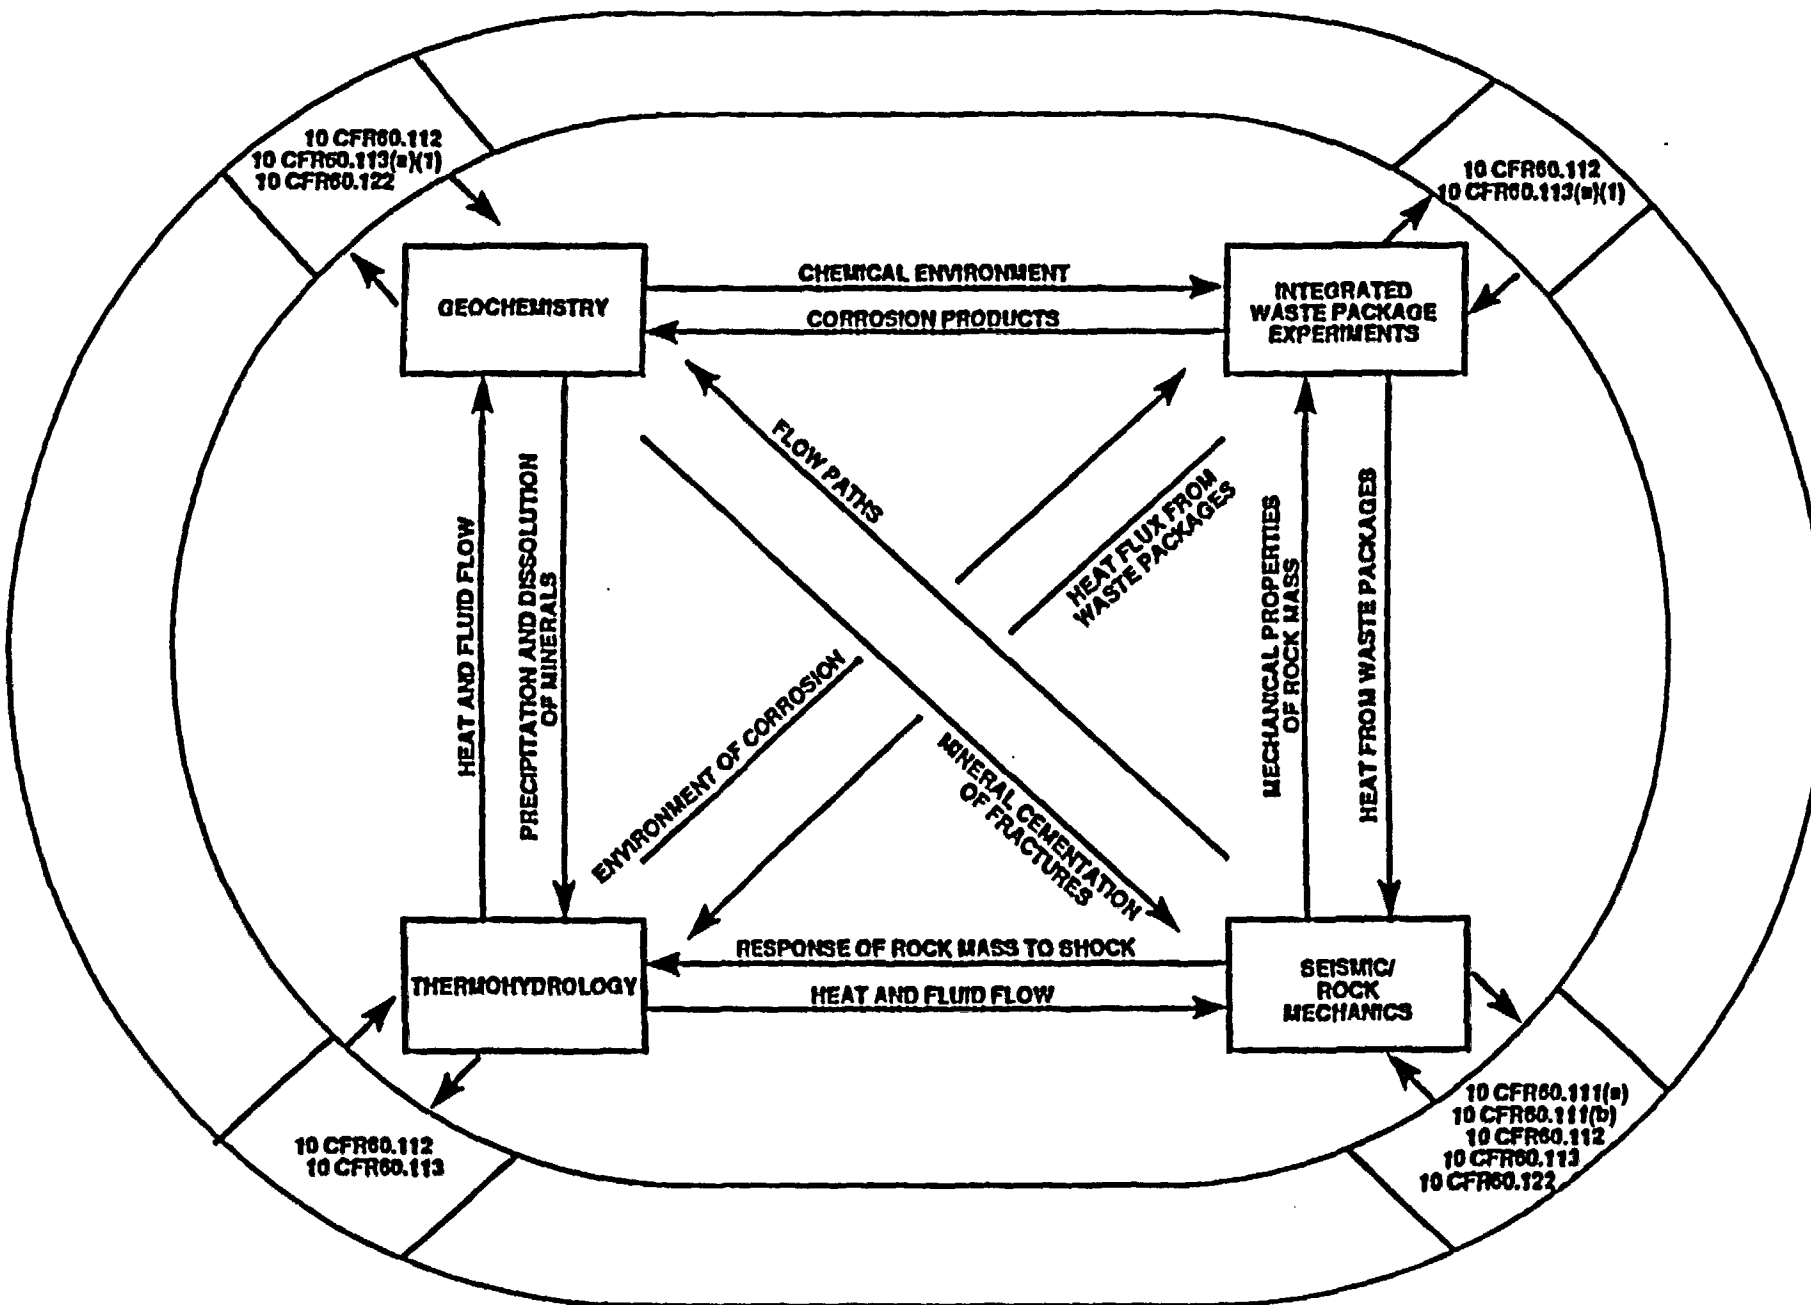 10 CFR60.112
10 CFR60.113(a)(1)
10 CFR60.122
10 CFR60.112
10 CFR60.113(a)(1)
GEOCHEMISTRY
CHEMICAL ENVIRONMENT
CORROSION PRODUCTS
INTEGRATED
WASTE PACKAGE
EXPERIMENTS
HEAT AND FLUID FLOW
PRECIPITATION AND DISSOLUTION
OF MINERALS
FLOW PATHS
HEAT FLUX FROM
WASTE PACKAGES
MECHANICAL PROPERTIES
OF ROCK MASS
HEAT FROM WASTE PACKAGES
ENVIRONMENT OF CORROSION
MINERAL CEMENTATION
OF FRACTURES
THERMOHYDROLOGY
RESPONSE OF ROCK MASS TO SHOCK
HEAT AND FLUID FLOW
SEISMIC/
ROCK
MECHANICS
10 CFR60.112
10 CFR60.113
10 CFR60.111(a)
10 CFR60.111(b)
10 CFR60.112
10 CFR60.113
10 CFR60.122